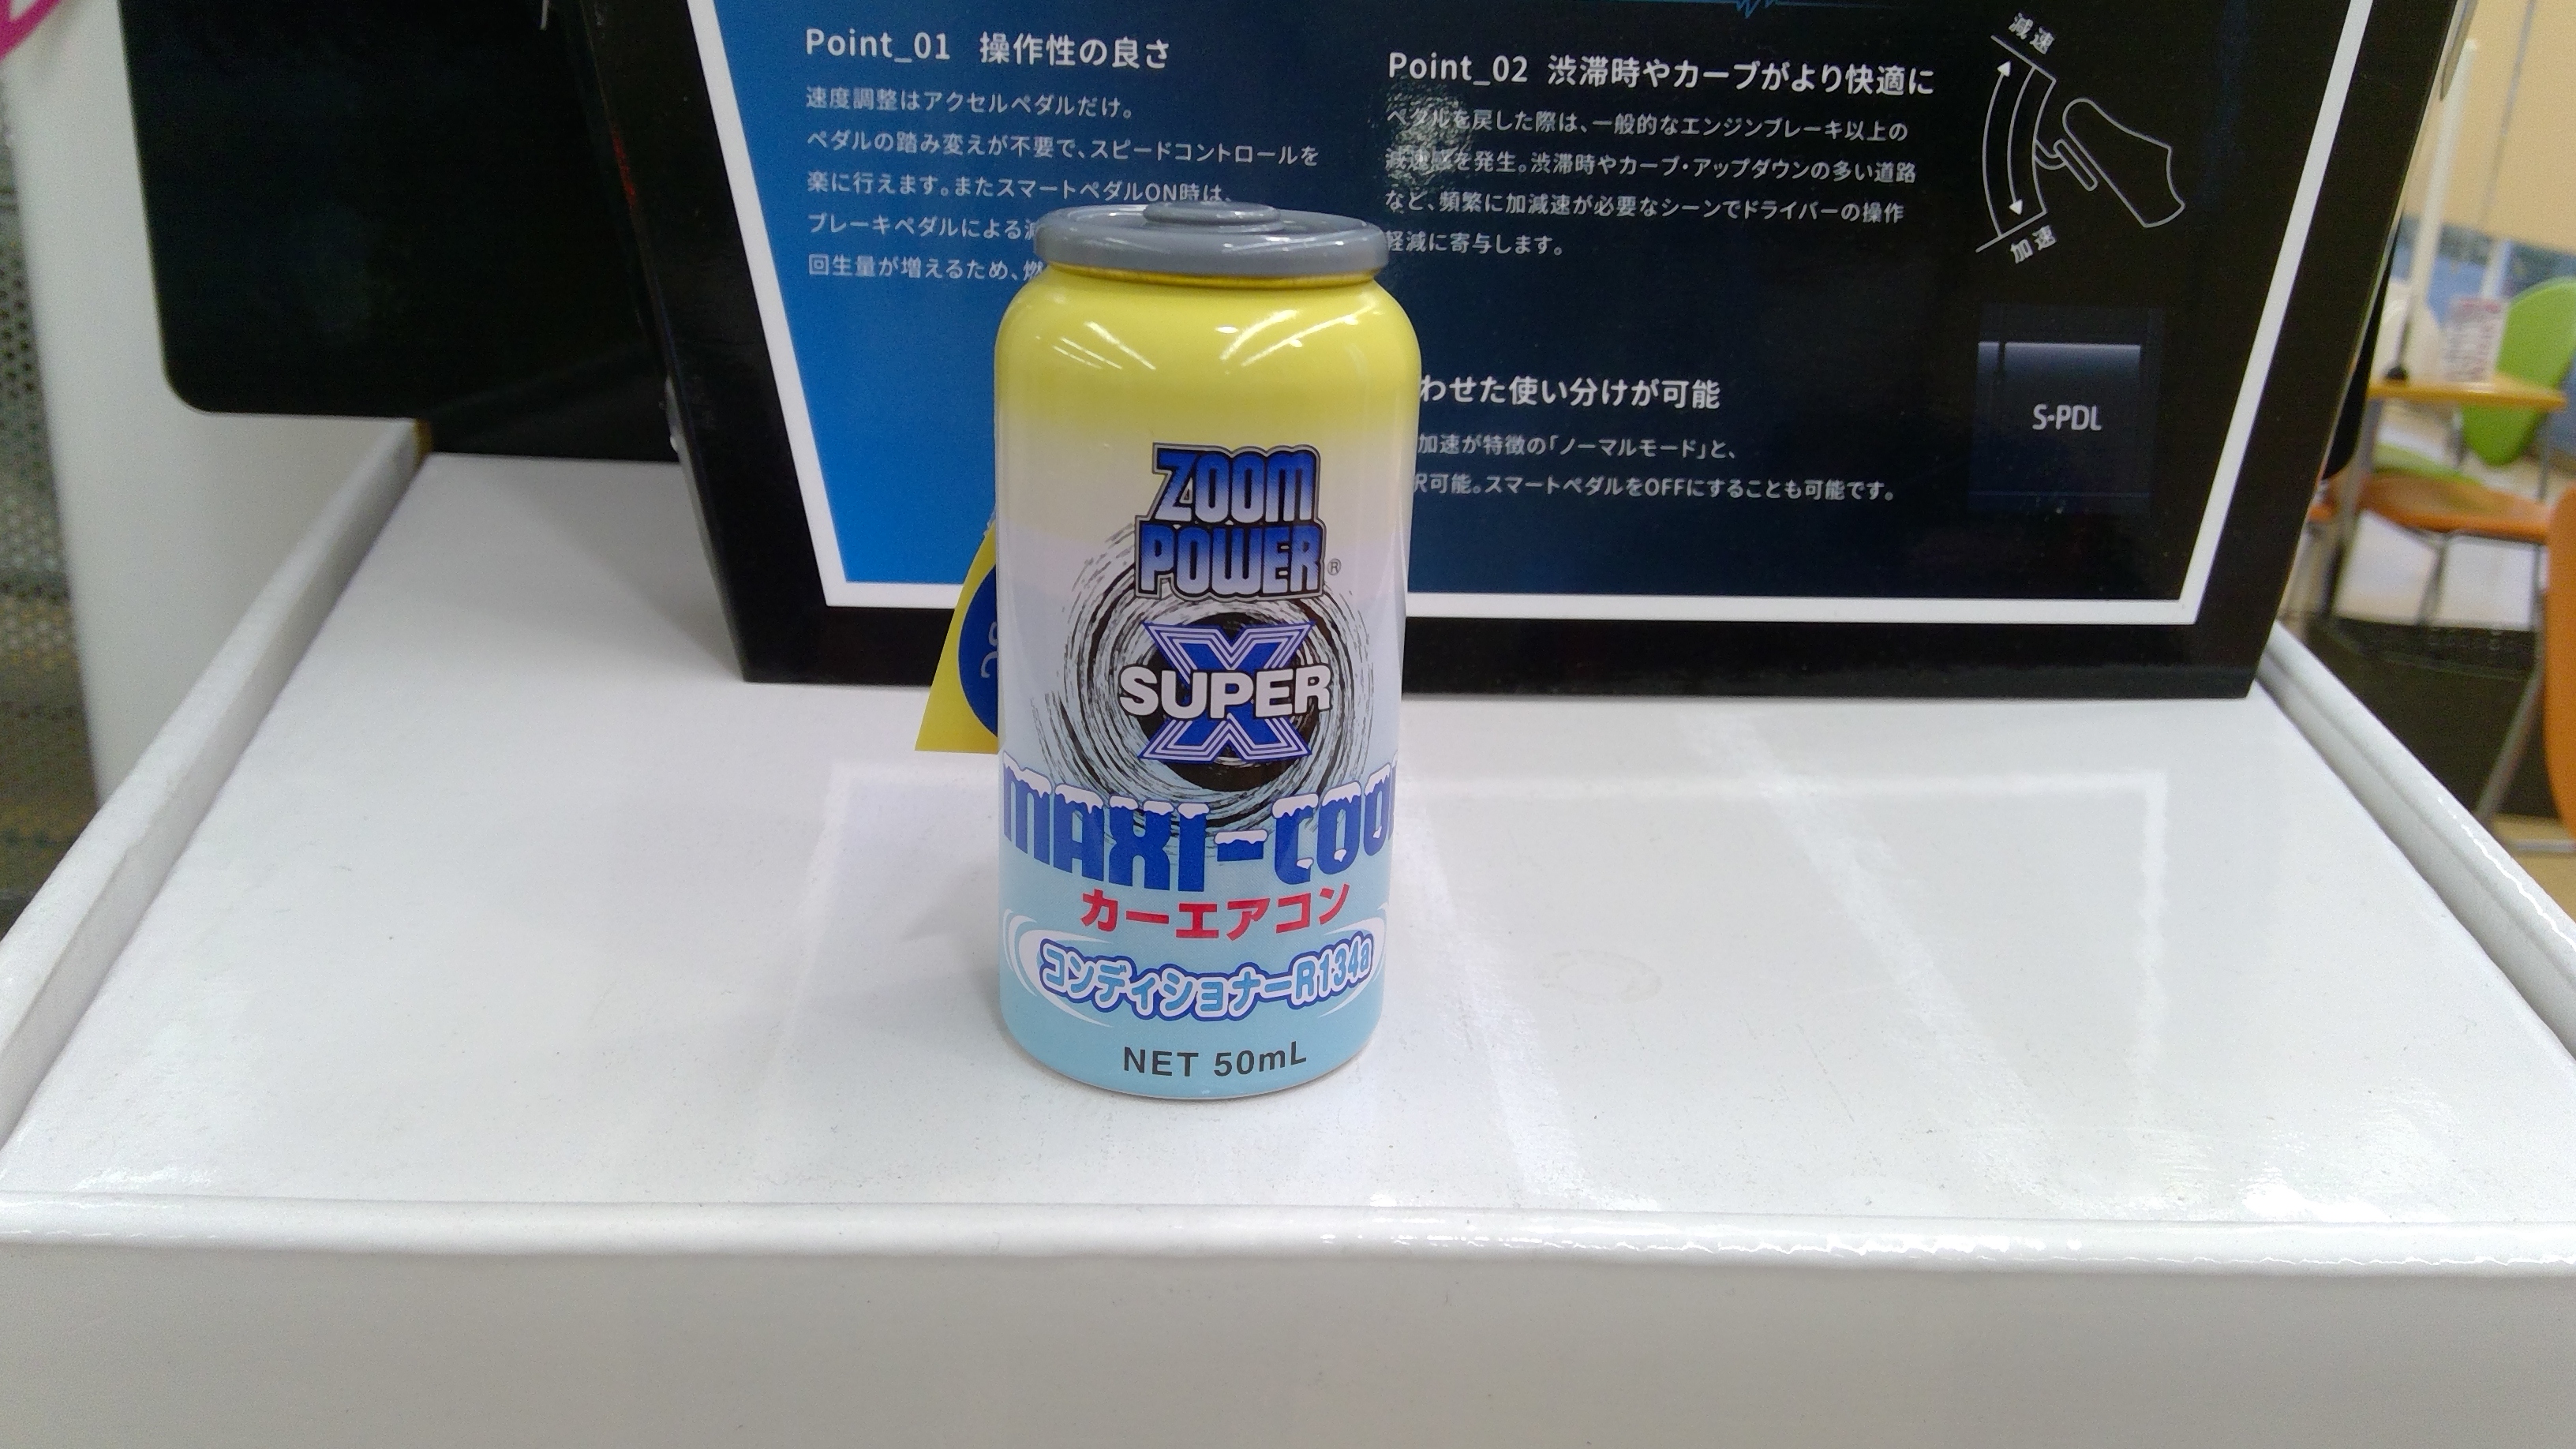 Point_01 操作性の良さ
速度調整はアクセルペダルだけ。
ペダルの踏み変えが不要で、スピードコントロールを
楽に行えます。またスマートペダルON時は、
ブレーキペダルによる減
回生量が増えるため、燃
Point_02 渋滞時やカーブがより快適に
ペダルを戻した際は、一般的なエンジンブレーキ以上の
減速感を発生。渋滞時やカーブ・アップダウンの多い道路
など、頻繁に加減速が必要なシーンでドライバーの操作
軽減に寄与します。
減速
加速
わせた使い分けが可能
加速が特徴の「ノーマルモード」と、
択可能。スマートペダルをOFFにすることも可能です。
S-PDL
ZOOM
POWER®
X
SUPER
MAXI-COOL
カーエアコン
コンディショナーR134a
NET 50mL